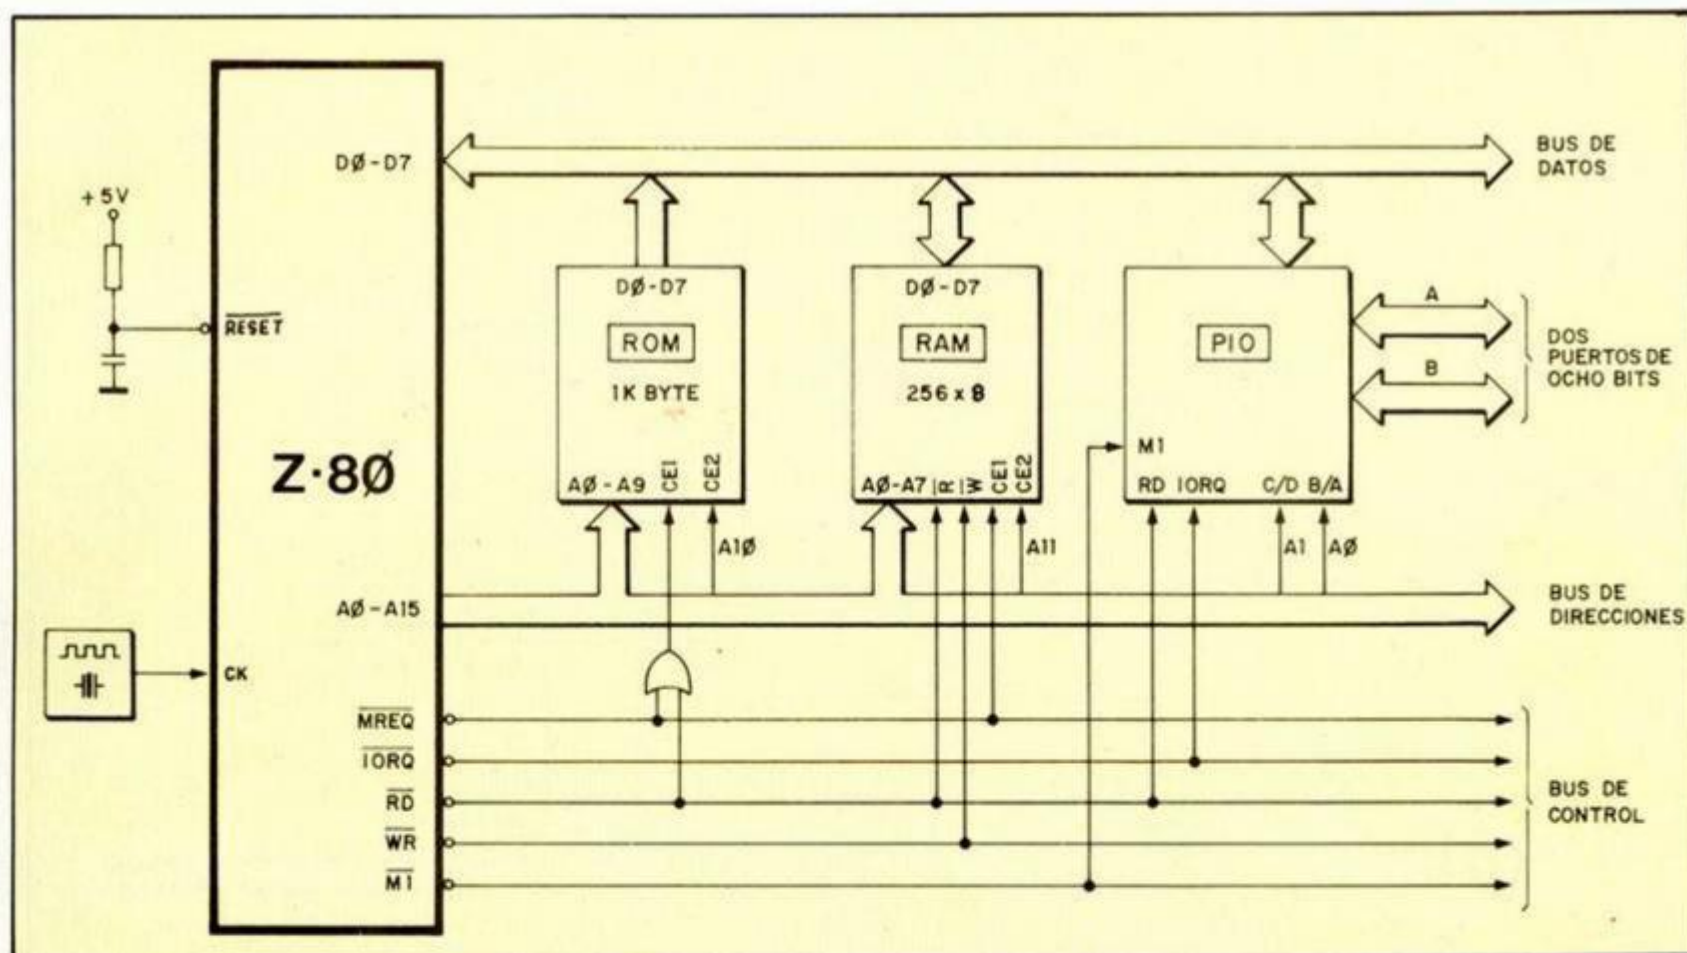 +5V
RESET
Z·8Ø
DØ-D7
AØ-A15
CK
MREQ
IORQ
RD
WR
M1
DØ-D7
ROM
1K BYTE
AØ-A9 CE1 CE2
A1Ø
DØ-D7
RAM
256 x 8
AØ-A7 R W CE1 CE2
A11
PIO
M1
RD IORQ C/D B/A
A1 AØ
A
B
BUS DE
DATOS
DOS
PUERTOS DE
OCHO BITS
BUS DE
DIRECCIONES
BUS DE
CONTROL